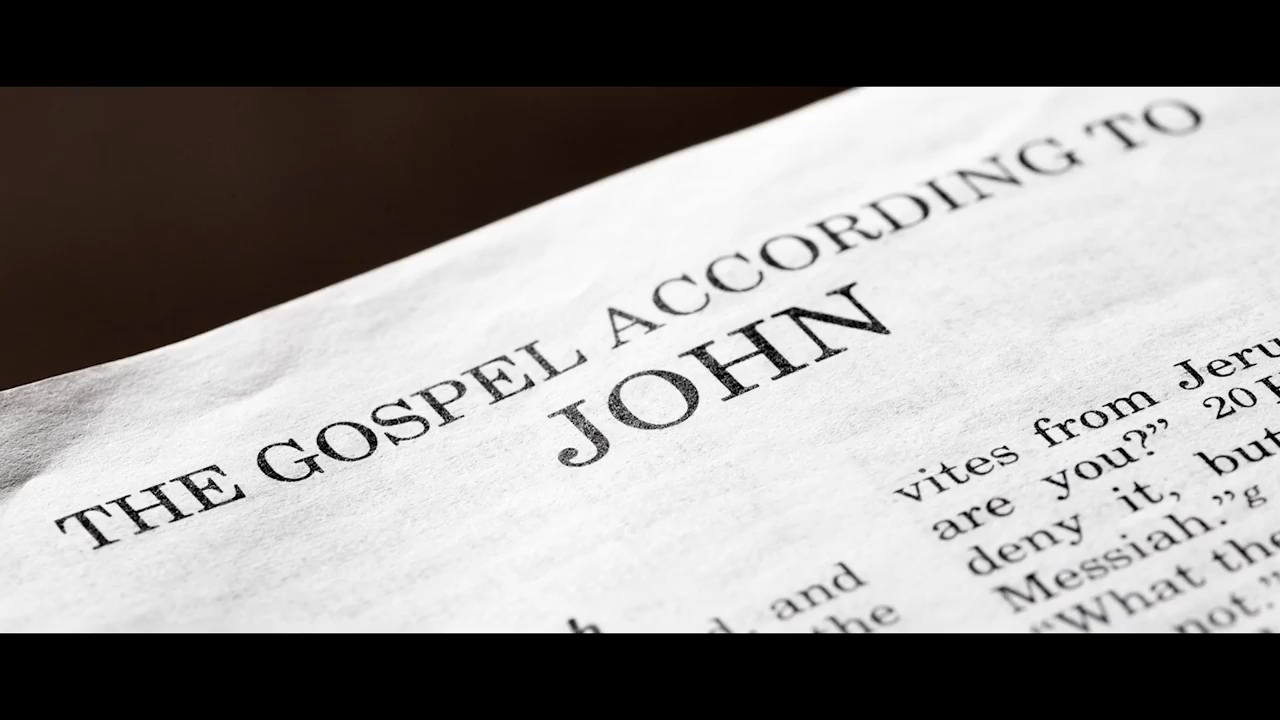 THE GOSPEL ACCORDING TO
JOHN
d, and
the
vites from Jeru
are you?” 20
deny it, but
Messiah.”g
“What the
not.”